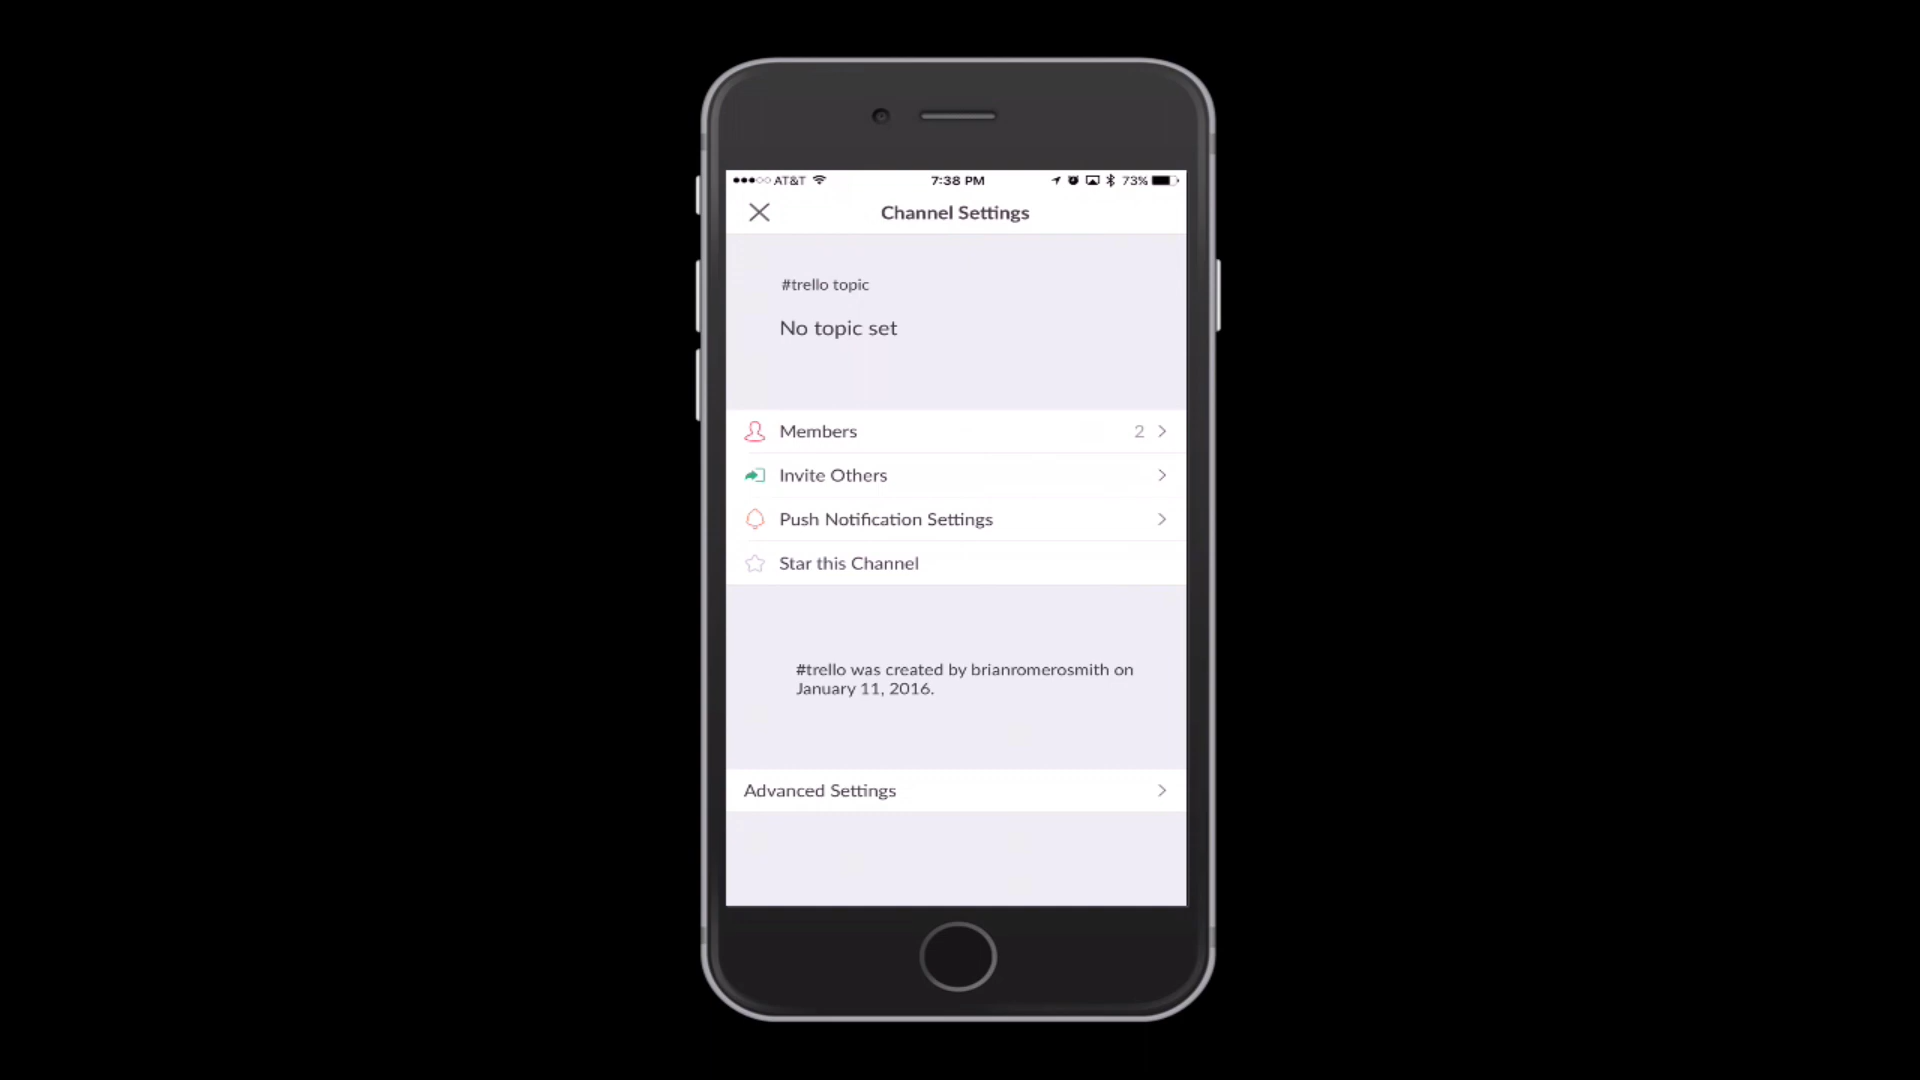 AT&T 7:38 PM 73%
Channel Settings
#trello topic
No topic set
Members 2
Invite Others
Push Notification Settings
Star this Channel
#trello was created by brianromerosmith on
January 11, 2016.
Advanced Settings